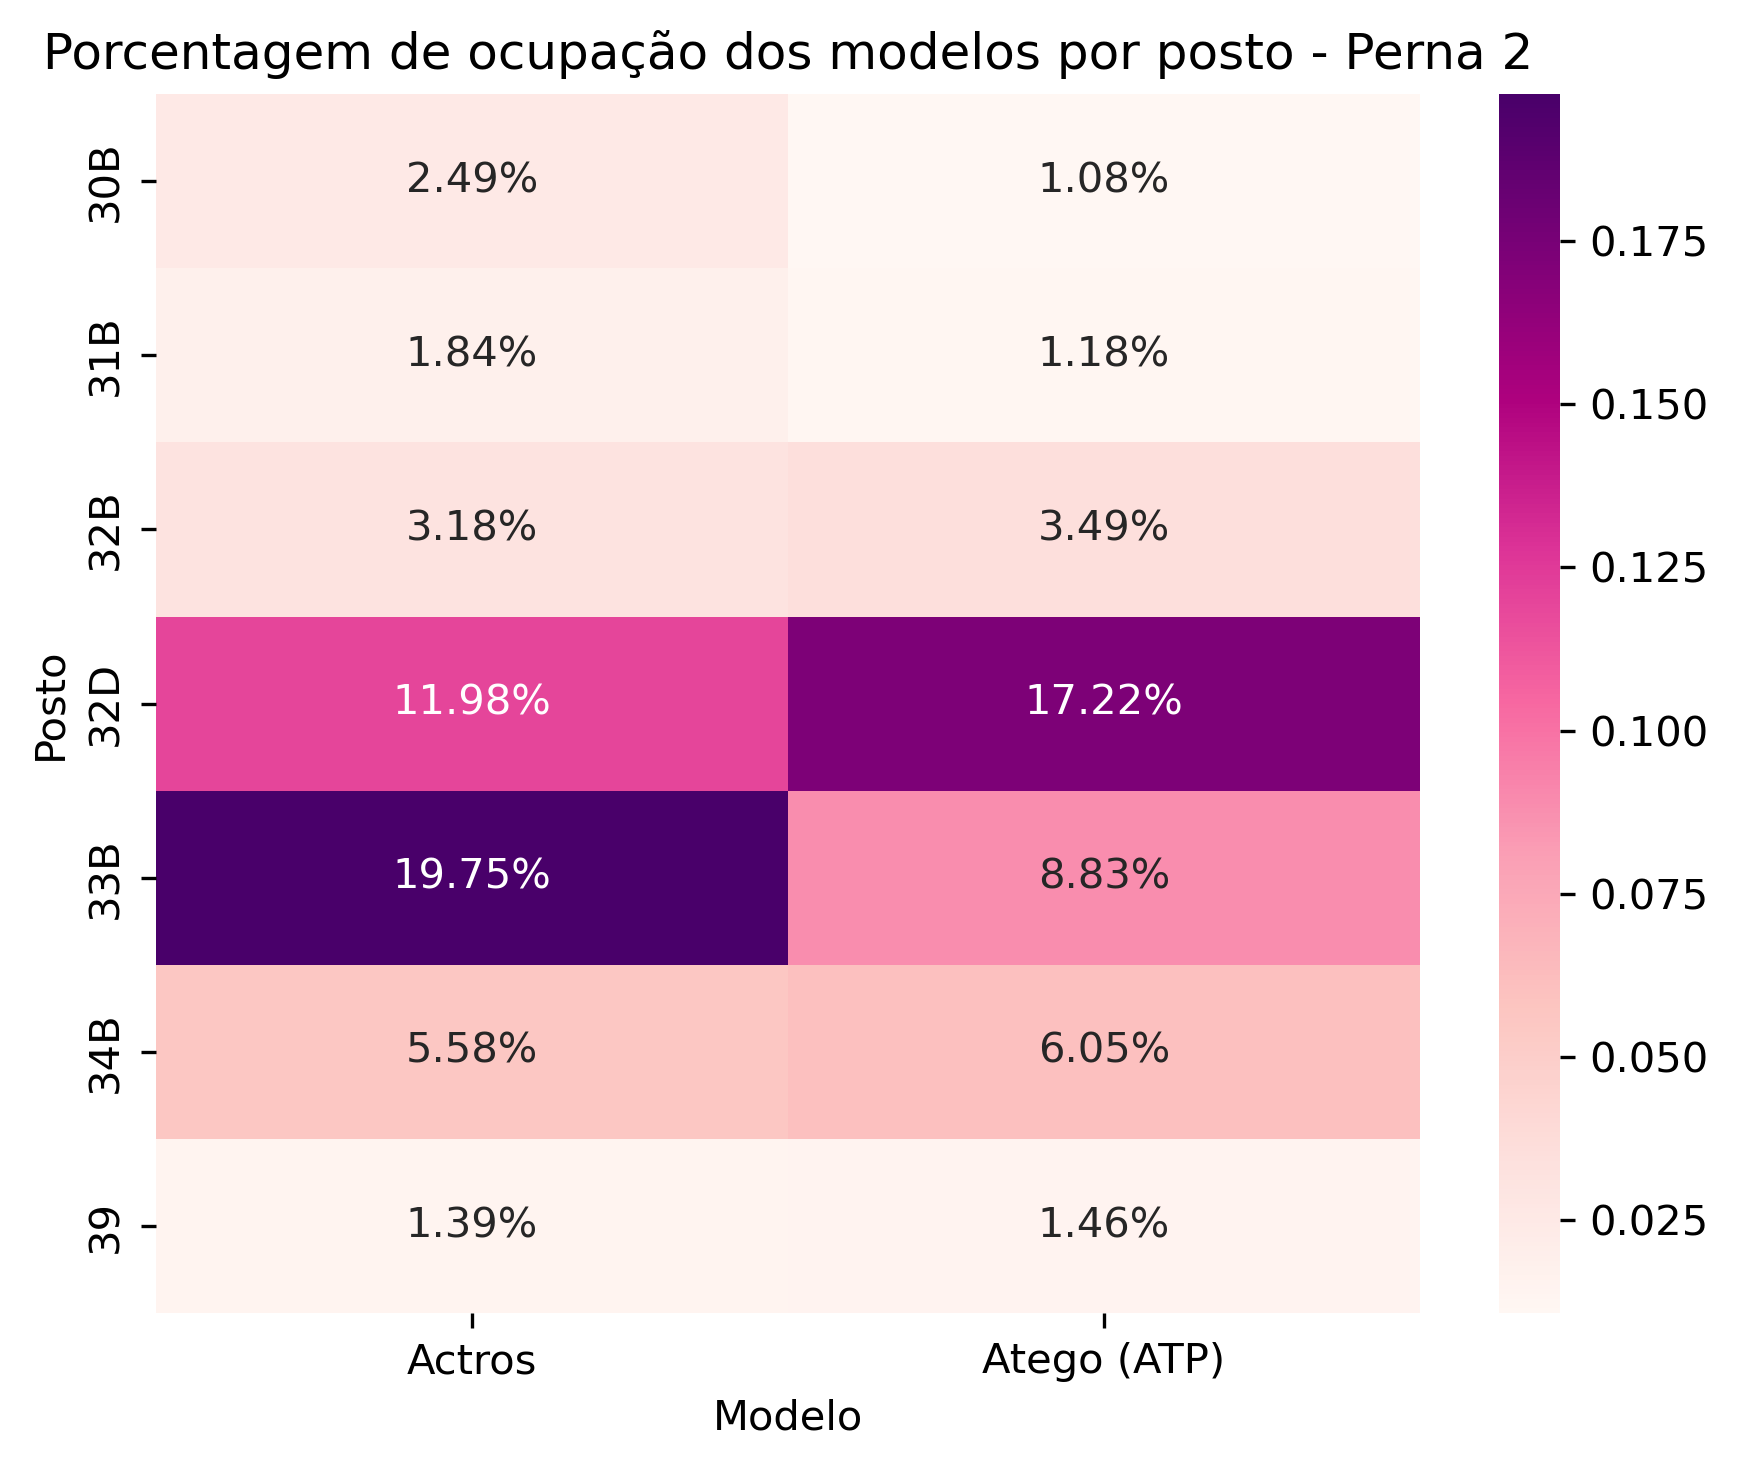 Porcentagem de ocupação dos modelos por posto - Perna 2
Posto
30B
2.49%
1.08%
31B
1.84%
1.18%
32B
3.18%
3.49%
32D
11.98%
17.22%
33B
19.75%
8.83%
34B
5.58%
6.05%
39
1.39%
1.46%
Actros
Atego (ATP)
Modelo
0.175
0.150
0.125
0.100
0.075
0.050
0.025